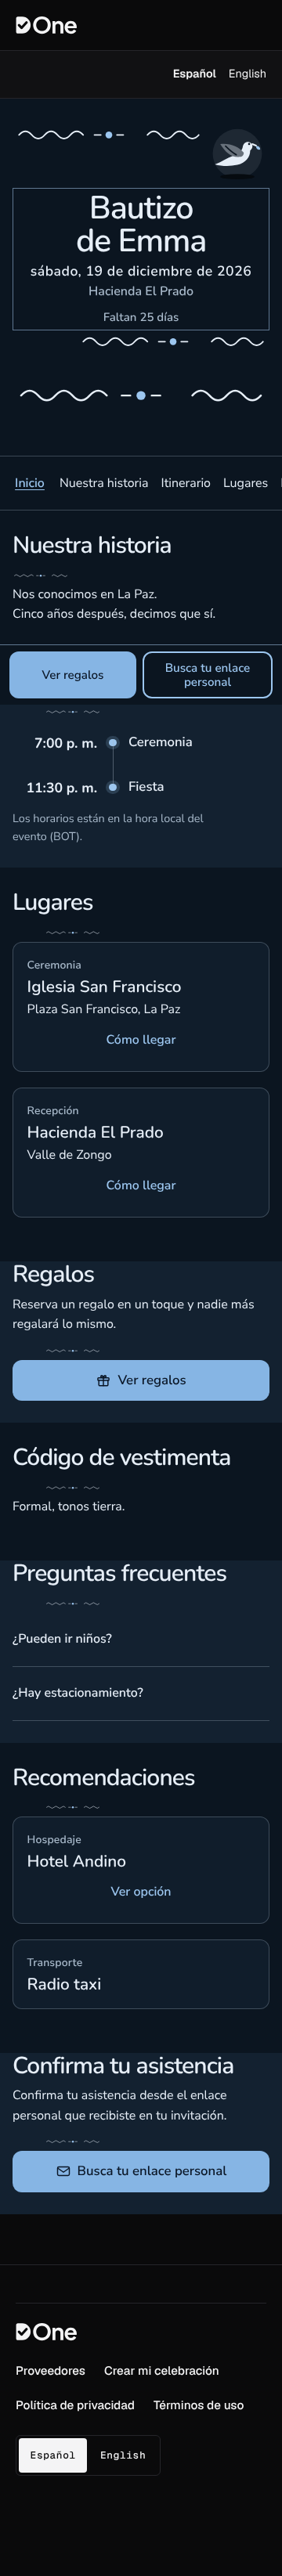 DOne
Español English
Bautizo
de Emma
sábado, 19 de diciembre de 2026
Hacienda El Prado
Faltan 25 días
Inicio Nuestra historia Itinerario Lugares
Nuestra historia
Nos conocimos en La Paz.
Cinco años después, decimos que sí.
Ver regalos
Busca tu enlace
personal
7:00 p. m. Ceremonia
11:30 p. m. Fiesta
Los horarios están en la hora local del
evento (BOT).
Lugares
Ceremonia
Iglesia San Francisco
Plaza San Francisco, La Paz
Cómo llegar
Recepción
Hacienda El Prado
Valle de Zongo
Cómo llegar
Regalos
Reserva un regalo en un toque y nadie más
regalará lo mismo.
Ver regalos
Código de vestimenta
Formal, tonos tierra.
Preguntas frecuentes
¿Pueden ir niños?
¿Hay estacionamiento?
Recomendaciones
Hospedaje
Hotel Andino
Ver opción
Transporte
Radio taxi
Confirma tu asistencia
Confirma tu asistencia desde el enlace
personal que recibiste en tu invitación.
Busca tu enlace personal
DOne
Proveedores Crear mi celebración
Política de privacidad Términos de uso
Español English